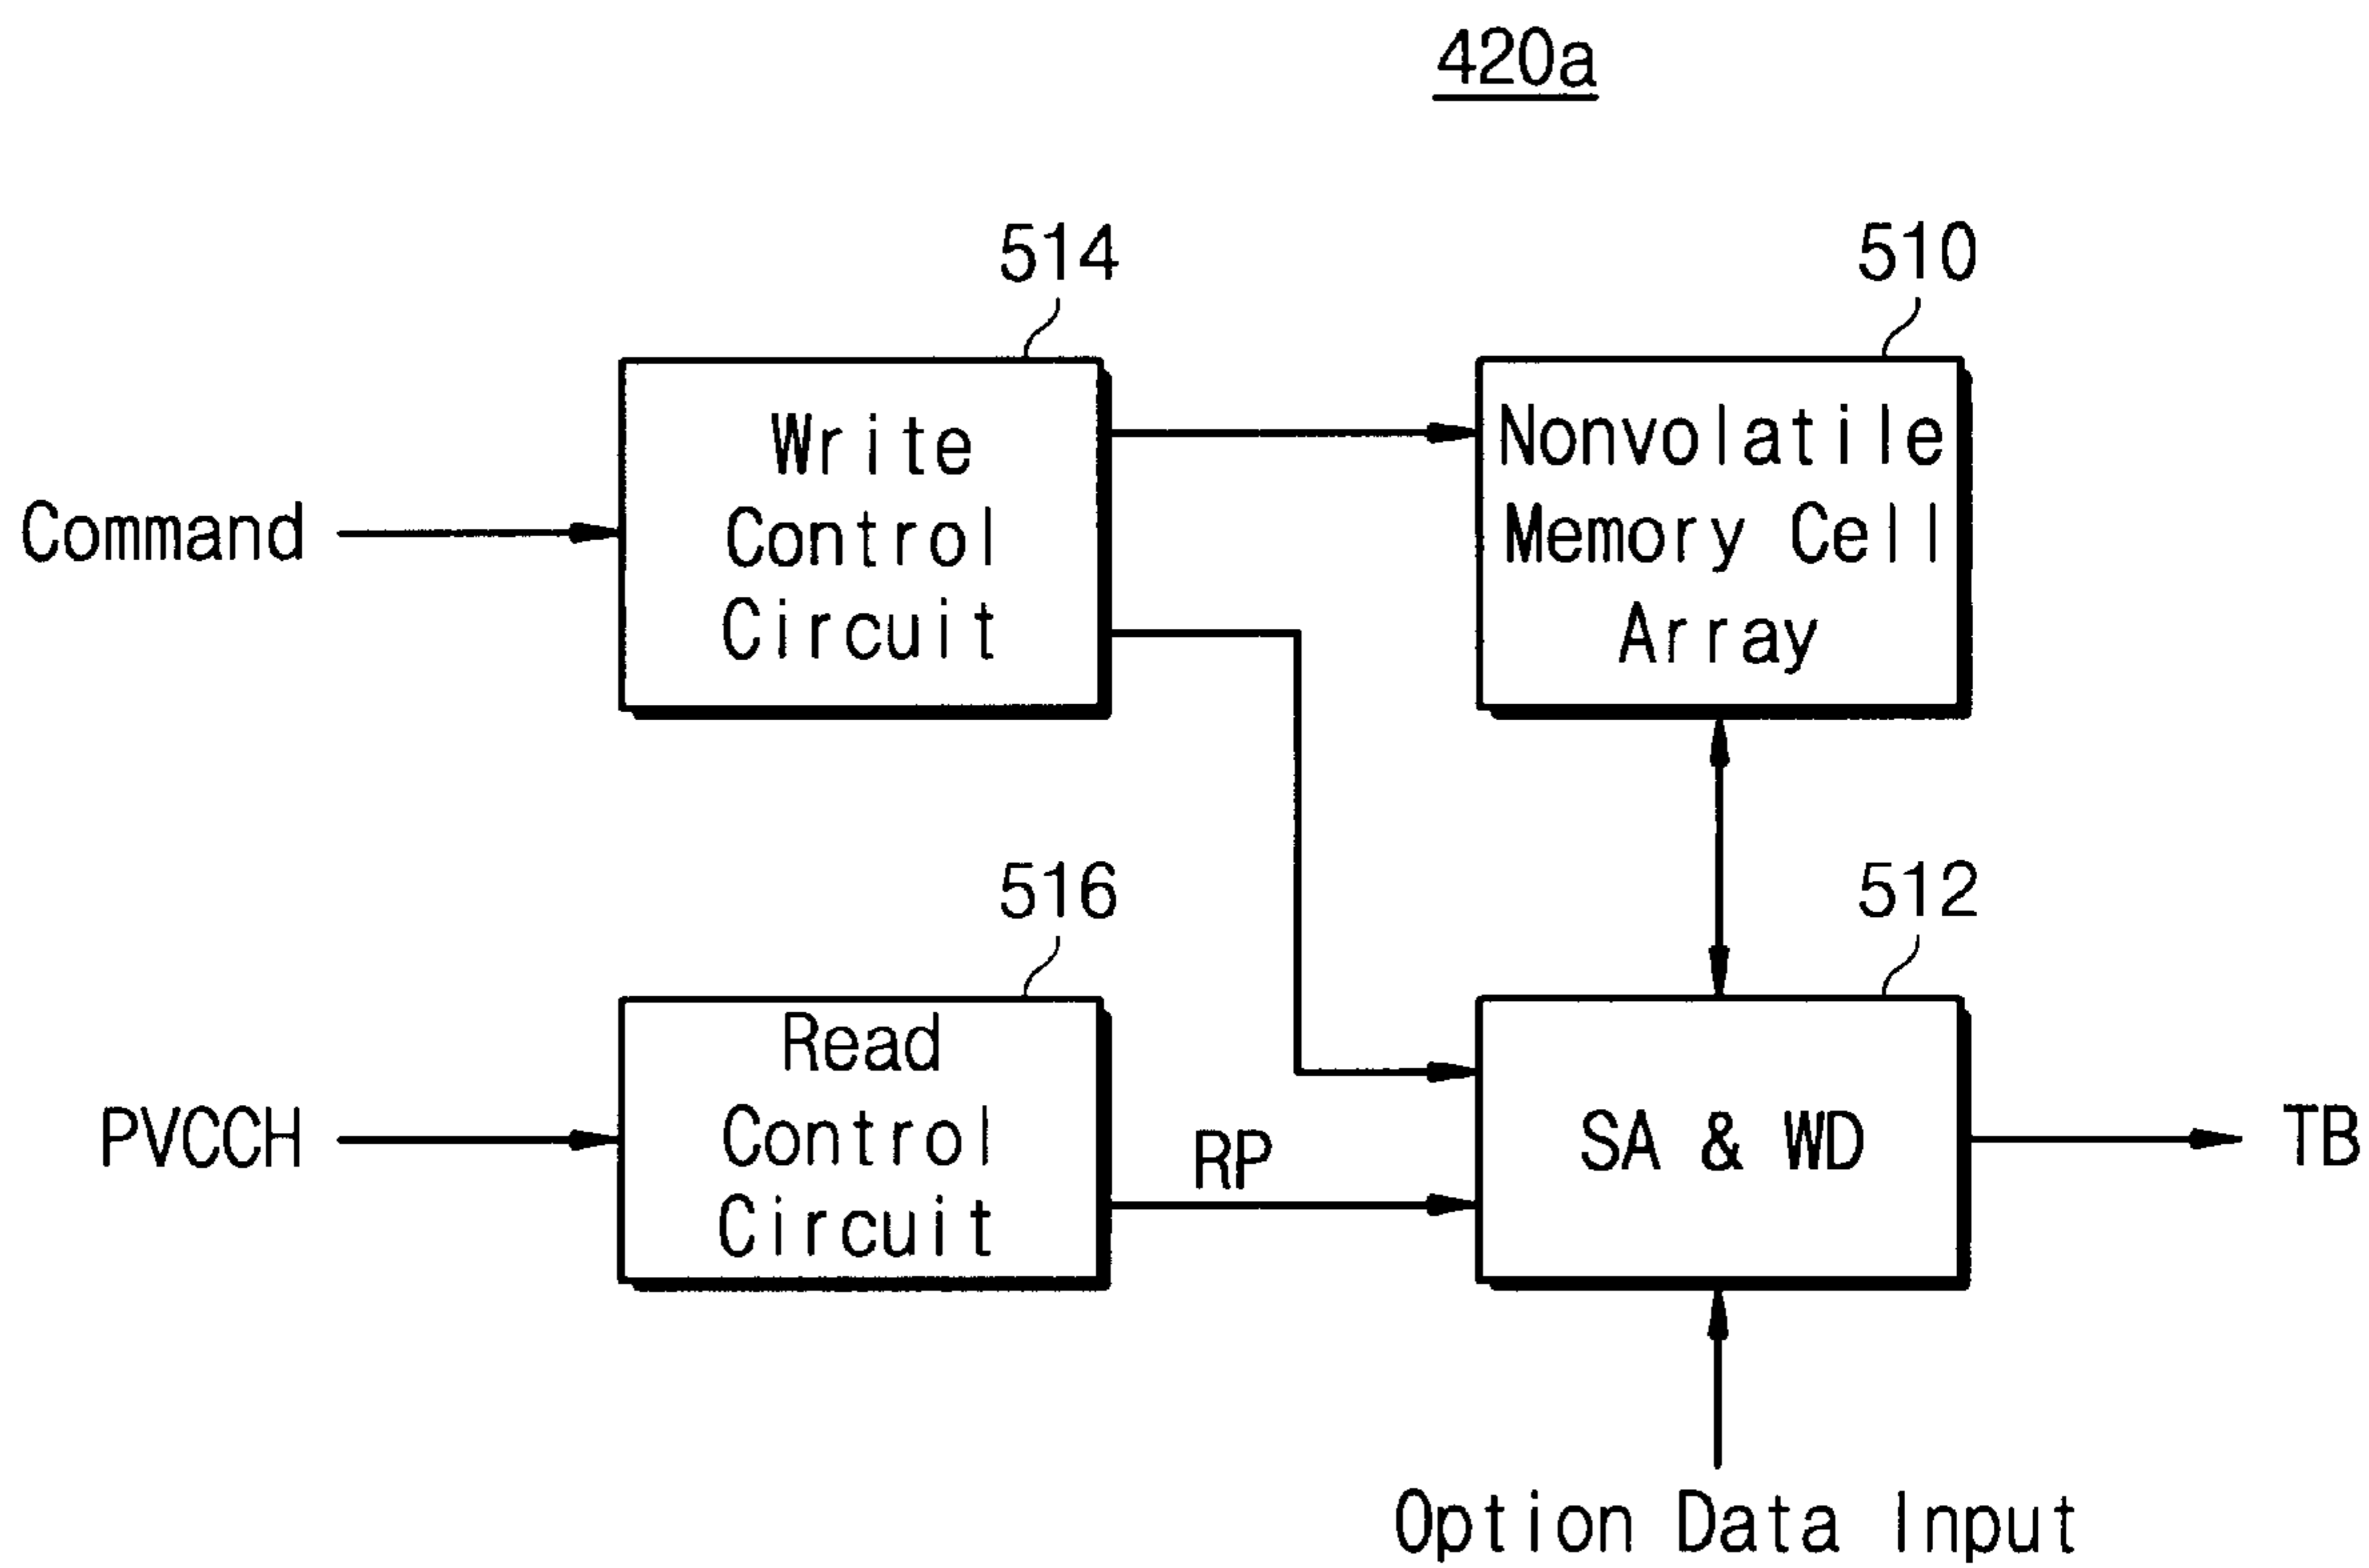 420a
514
510
Write
Control
Circuit
Nonvolatile
Memory Cell
Array
Command
516
512
Read
Control
Circuit
PVCCH
RP
SA & WD
TB
Option Data Input